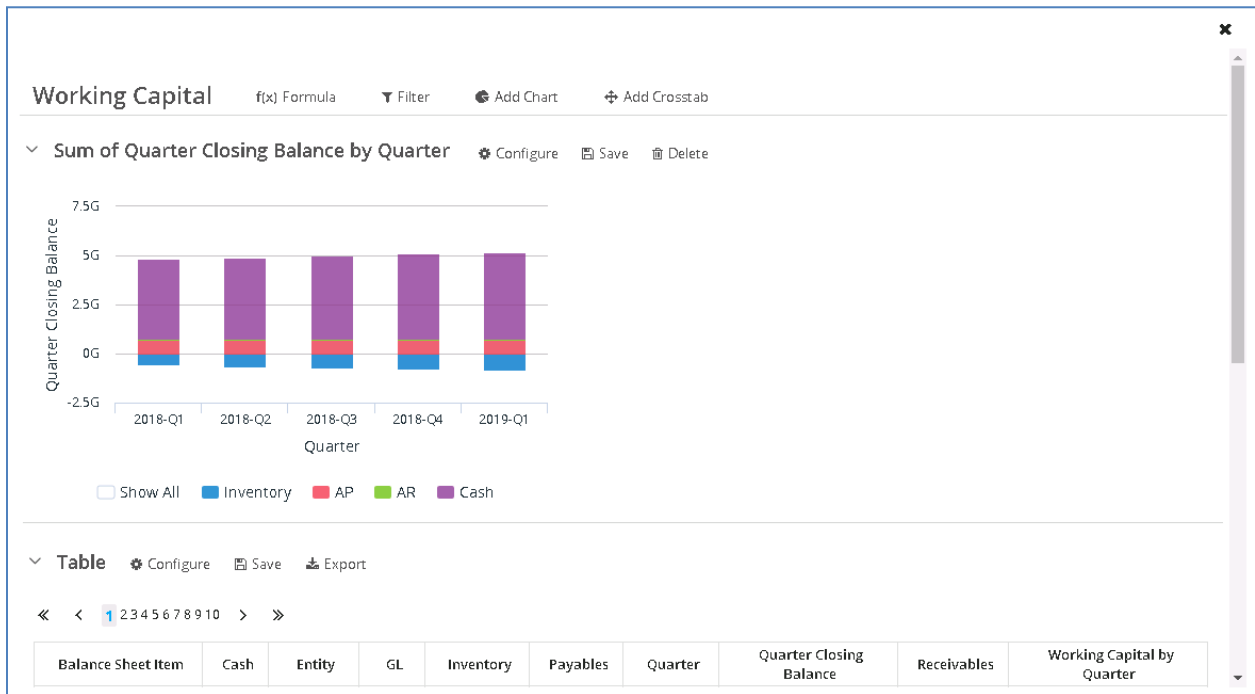 Working Capital f(x) Formula Filter Add Chart Add Crosstab
Sum of Quarter Closing Balance by Quarter Configure Save Delete
Quarter Closing Balance
7.5G
5G
2.5G
0G
-2.5G
2018-Q1 2018-Q2 2018-Q3 2018-Q4 2019-Q1
Quarter
Show All Inventory AP AR Cash
Table Configure Save Export
« < 1 2 3 4 5 6 7 8 9 10 > »
Balance Sheet Item Cash Entity GL Inventory Payables Quarter Quarter Closing Balance Receivables Working Capital by Quarter